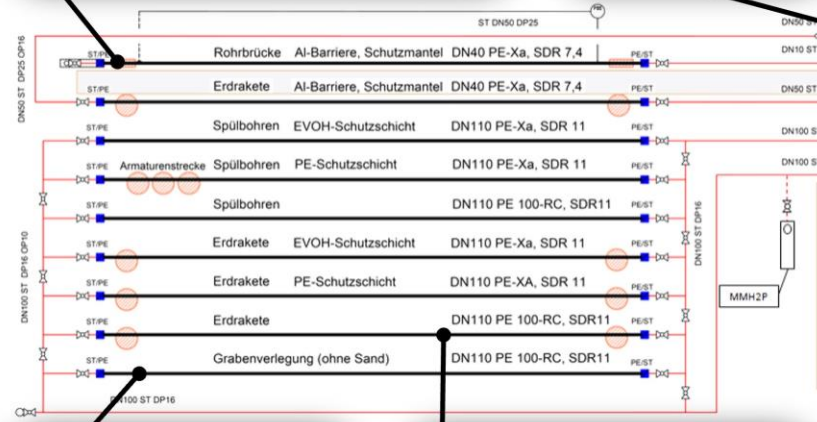 ST DN50 DP25
DN50 ST
ST/PE Rohrbrücke Al-Barriere, Schutzmantel DN40 PE-Xa, SDR 7,4 PE/ST
DN10 ST
DN50 ST DP25 OP16
ST/PE Erdrakete Al-Barriere, Schutzmantel DN40 PE-Xa, SDR 7,4 PE/ST
DN50 ST
ST/PE Spülbohren EVOH-Schutzschicht DN110 PE-Xa, SDR 11 PE/ST
DN100 S
ST/PE Armaturenstrecke Spülbohren PE-Schutzschicht DN110 PE-Xa, SDR 11 PE/ST
DN100 S
ST/PE Spülbohren DN110 PE 100-RC, SDR11 PE/ST
DN100 ST DP16
ST/PE Erdrakete EVOH-Schutzschicht DN110 PE-Xa, SDR 11 PE/ST
DN100 ST DP16 OP10
ST/PE Erdrakete PE-Schutzschicht DN110 PE-XA, SDR 11 PE/ST
MMH2P
ST/PE Erdrakete DN110 PE 100-RC, SDR11 PE/ST
ST/PE Grabenverlegung (ohne Sand) DN110 PE 100-RC, SDR11 PE/ST
DN100 ST DP16